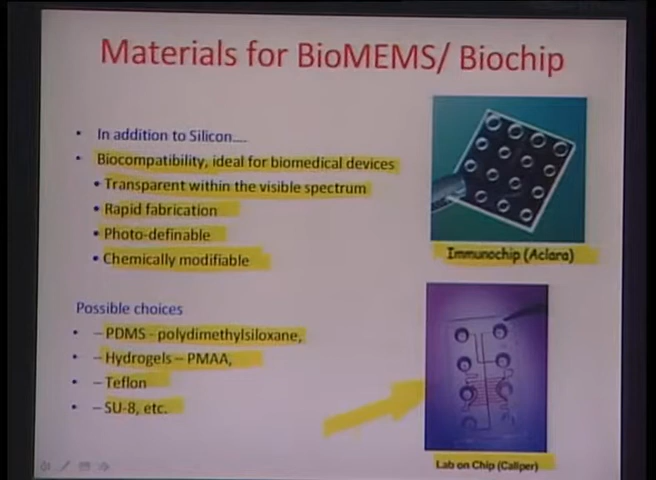 Materials for BioMEMS/ Biochip
• In addition to Silicon....
• Biocompatibility, ideal for biomedical devices
• Transparent within the visible spectrum
• Rapid fabrication
• Photo-definable
• Chemically modifiable
Immunochip (Aclara)
Possible choices
• – PDMS - polydimethylsiloxane,
• – Hydrogels – PMAA,
• – Teflon
• – SU-8, etc.
Lab on Chip (Caliper)